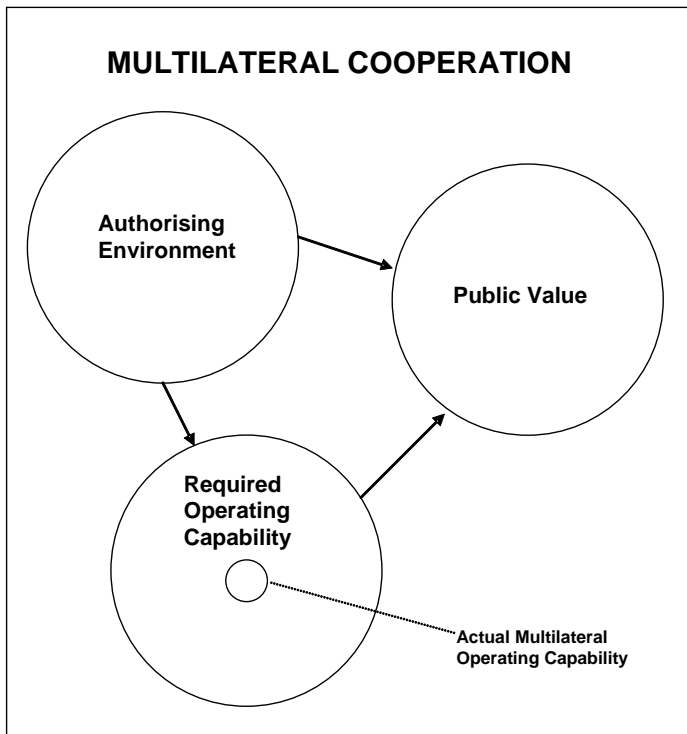 MULTILATERAL COOPERATION
Authorising
Environment
Public Value
Required
Operating
Capability
Actual Multilateral
Operating Capability